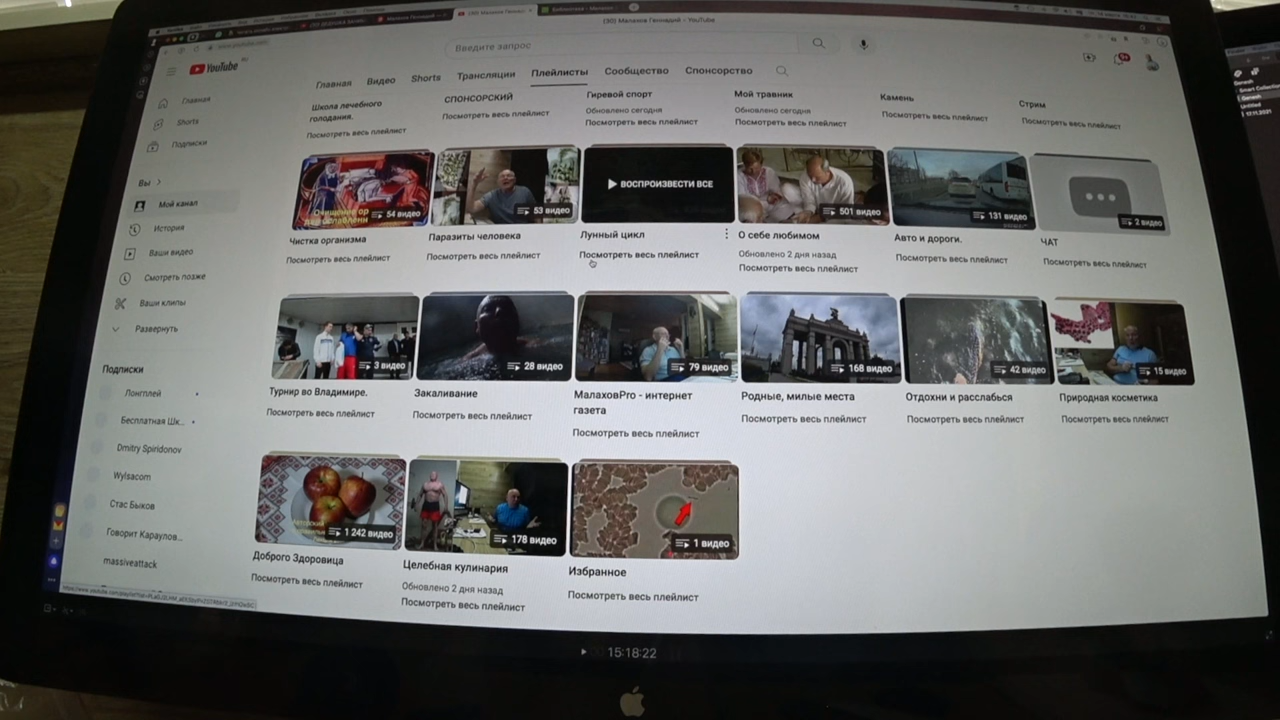 (30) Малахов Геннадий - YouTube
YouTube
Введите запрос
9+
Главная
Видео
Shorts
Трансляции
Плейлисты
Сообщество
Спонсорство
Главная
Shorts
Подписки
Вы
Мой канал
История
Ваши видео
Смотреть позже
Ваши клипы
Развернуть
Подписки
Лонгплей
Бесплатная Шк...
Dmitry Spiridonov
Wylsacom
Стас Быков
Говорит Караулов...
massiveattack
Школа лечебного
голодания.
Посмотреть весь плейлист
СПОНСОРСКИЙ
Посмотреть весь плейлист
Гиревой спорт
Обновлено сегодня
Посмотреть весь плейлист
Мой травник
Обновлено сегодня
Посмотреть весь плейлист
Камень
Посмотреть весь плейлист
Стрим
Посмотреть весь плейлист
54 видео
Чистка организма
Посмотреть весь плейлист
53 видео
Паразиты человека
Посмотреть весь плейлист
ВОСПРОИЗВЕСТИ ВСЕ
Лунный цикл
Посмотреть весь плейлист
501 видео
О себе любимом
Обновлено 2 дня назад
Посмотреть весь плейлист
131 видео
Авто и дороги.
Посмотреть весь плейлист
2 видео
ЧАТ
Посмотреть весь плейлист
3 видео
Турнир во Владимире.
Посмотреть весь плейлист
28 видео
Закаливание
Посмотреть весь плейлист
79 видео
МалаховPro - интернет
газета
Посмотреть весь плейлист
168 видео
Родные, милые места
Посмотреть весь плейлист
42 видео
Отдохни и расслабься
Посмотреть весь плейлист
15 видео
Природная косметика
Посмотреть весь плейлист
1 242 видео
Доброго Здоровица
Посмотреть весь плейлист
178 видео
Целебная кулинария
Обновлено 2 дня назад
Посмотреть весь плейлист
1 видео
Избранное
Посмотреть весь плейлист
15:18:22